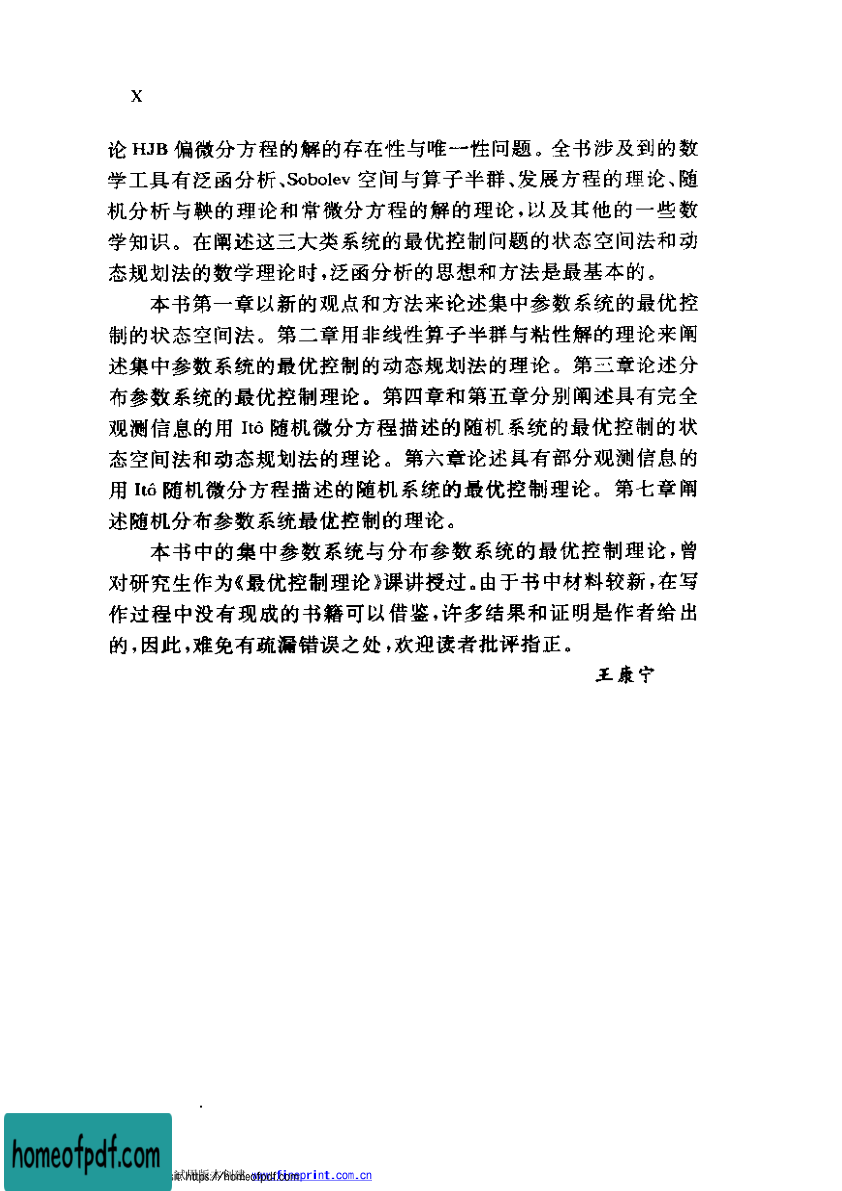 X
论 HJB 偏微分方程的解的存在性与唯一性问题。全书涉及到的数
学工具有泛函分析、Sobolev 空间与算子半群、发展方程的理论、随
机分析与鞅的理论和常微分方程的解的理论,以及其他的一些数
学知识。在阐述这三大类系统的最优控制问题的状态空间法和动
态规划法的数学理论时,泛函分析的思想和方法是最基本的。
本书第一章以新的观点和方法来论述集中参数系统的最优控
制的状态空间法。第二章用非线性算子半群与粘性解的理论来阐
述集中参数系统的最优控制的动态规划法的理论。第三章论述分
布参数系统的最优控制理论。第四章和第五章分别阐述具有完全
观测信息的用 Itô 随机微分方程描述的随机系统的最优控制的状
态空间法和动态规划法的理论。第六章论述具有部分观测信息的
用 Itô 随机微分方程描述的随机系统的最优控制理论。第七章阐
述随机分布参数系统最优控制的理论。
本书中的集中参数系统与分布参数系统的最优控制理论,曾
对研究生作为《最优控制理论》课讲授过。由于书中材料较新,在写
作过程中没有现成的书籍可以借鉴,许多结果和证明是作者给出
的,因此,难免有疏漏错误之处,欢迎读者批评指正。
王康宁
homeofpdf.com
https://homeofpdf.com